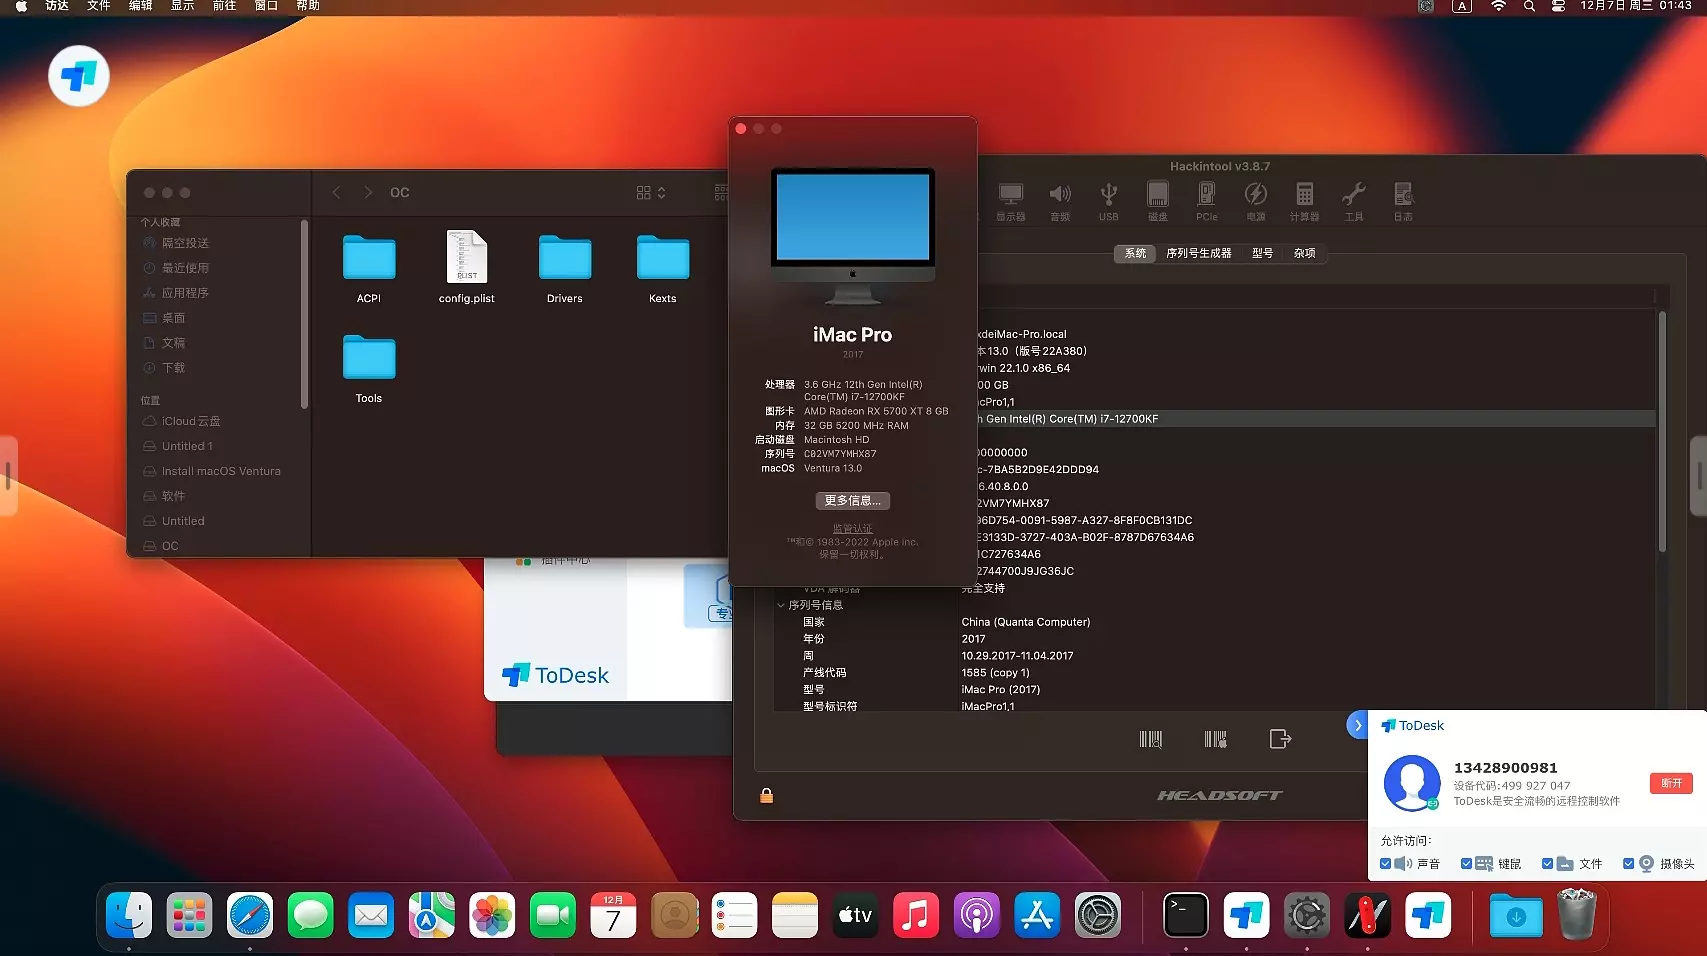 访达 文件 编辑 显示 前往 窗口 帮助
A 12月7日 周三 01:43
OC
个人收藏
隔空投送
最近使用
应用程序
桌面
文稿
下载
位置
iCloud云盘
Untitled 1
Install macOS Ventura
软件
Untitled
OC
ACPI
PLIST
config.plist
Drivers
Kexts
Tools
iMac Pro
2017
处理器 3.6 GHz 12th Gen Intel(R)
Core(TM) i7-12700KF
图形卡 AMD Radeon RX 5700 XT 8 GB
内存 32 GB 5200 MHz RAM
启动磁盘 Macintosh HD
序列号 C02VM7YMHX87
macOS Ventura 13.0
更多信息...
监管认证
™和© 1983-2022 Apple Inc.
保留一切权利。
Hackintool v3.8.7
显示器 音频 USB 磁盘 PCIe 电源 计算器 工具 日志
系统 序列号生成器 型号 杂项
xdeiMac-Pro.local
本13.0（版号22A380）
rwin 22.1.0 x86_64
00 GB
acPro1,1
h Gen Intel(R) Core(TM) i7-12700KF
00000000
c-7BA5B2D9E42DDD94
6.40.8.0.0
2VM7YMHX87
96D754-0091-5987-A327-8F8F0CB131DC
E3133D-3727-403A-B02F-8787D67634A6
1C727634A6
2744700J9JG36JC
VDA 解码器 完全支持
序列号信息
国家 China (Quanta Computer)
年份 2017
周 10.29.2017-11.04.2017
产线代码 1585 (copy 1)
型号 iMac Pro (2017)
型号标识符 iMacPro1,1
HEADSOFT
插件中心
专
ToDesk
ToDesk
13428900981
设备代码:499 927 047
ToDesk是安全流畅的远程控制软件
断开
允许访问:
声音 键鼠 文件 摄像头
12月
7
tv